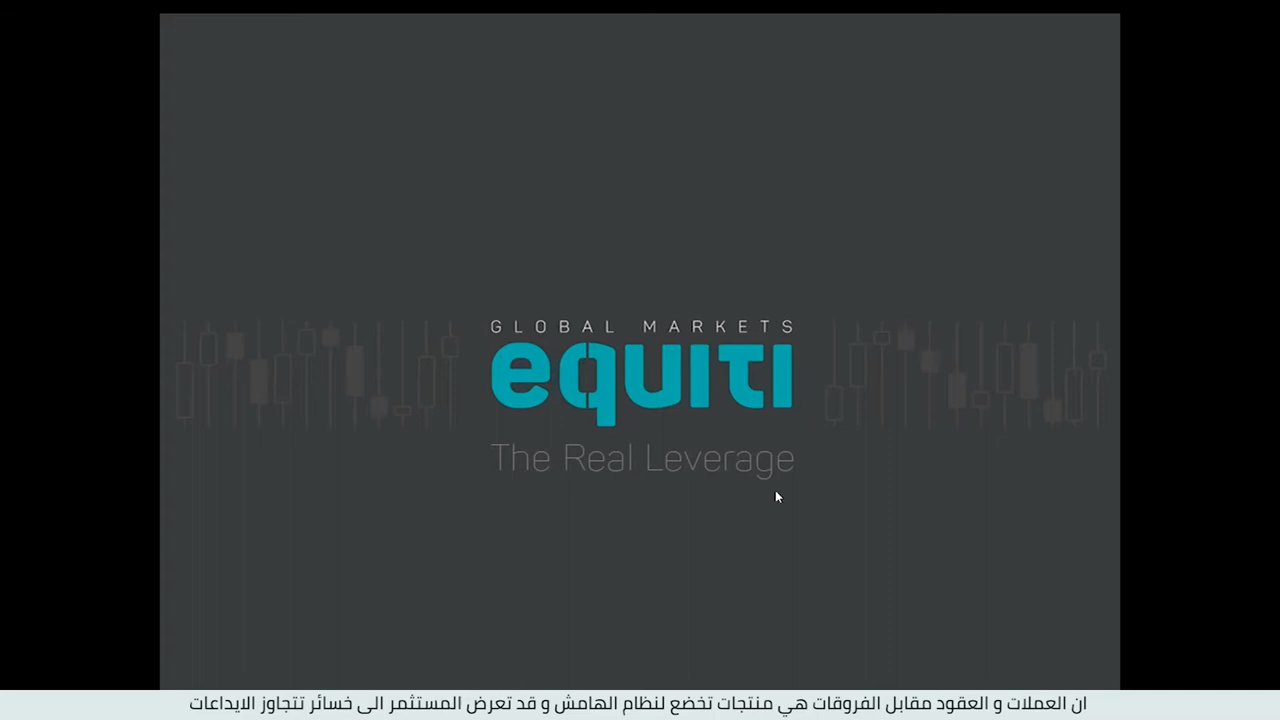 GLOBAL MARKETS
equiti
The Real Leverage
ان العملات و العقود مقابل الفروقات هي منتجات تخضع لنظام الهامش و قد تعرض المستثمر الى خسائر تتجاوز الايداعات